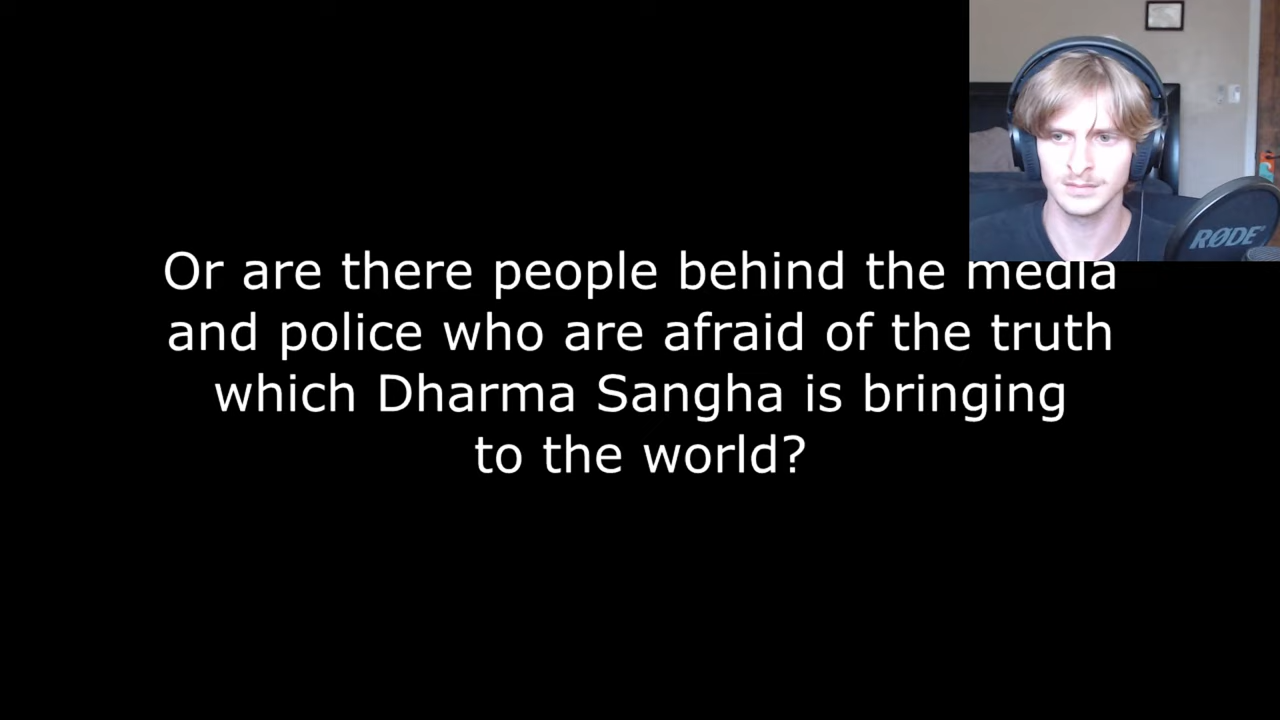 RØDE
Or are there people behind the media
and police who are afraid of the truth
which Dharma Sangha is bringing
to the world?